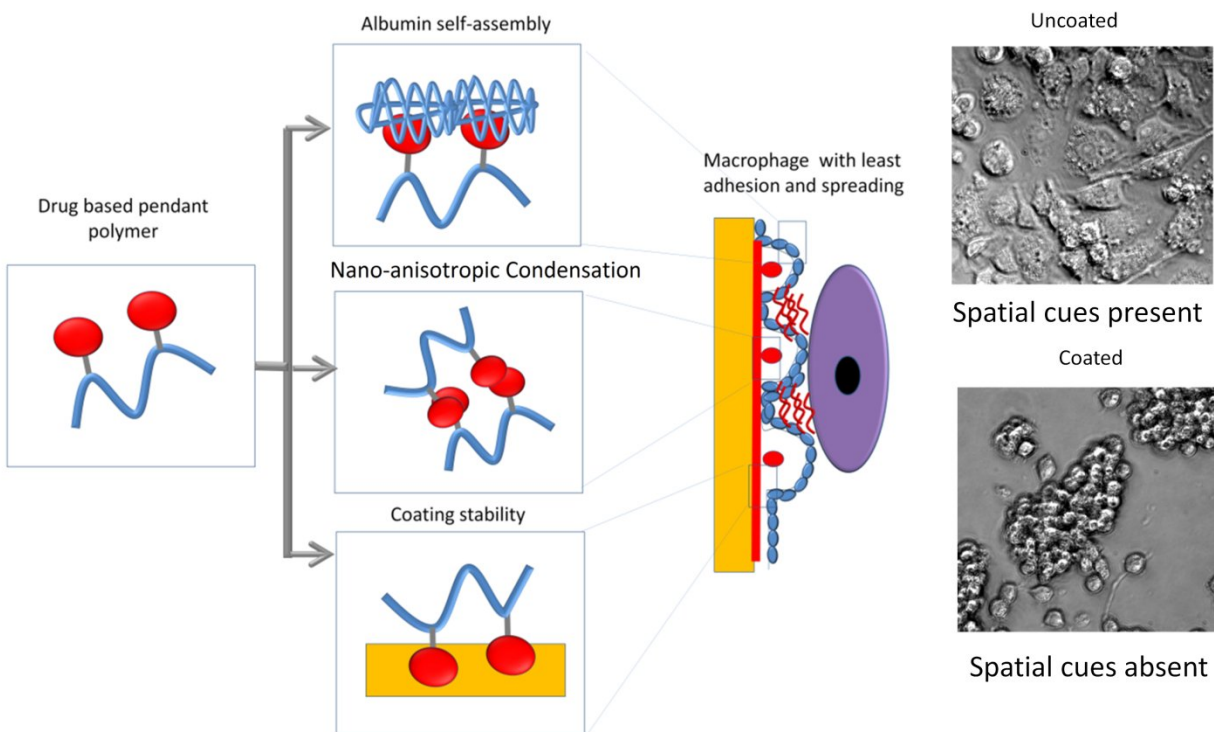 Albumin self-assembly
Uncoated
Macrophage with least
adhesion and spreading
Drug based pendant
polymer
Nano-anisotropic Condensation
Spatial cues present
Coated
Coating stability
Spatial cues absent